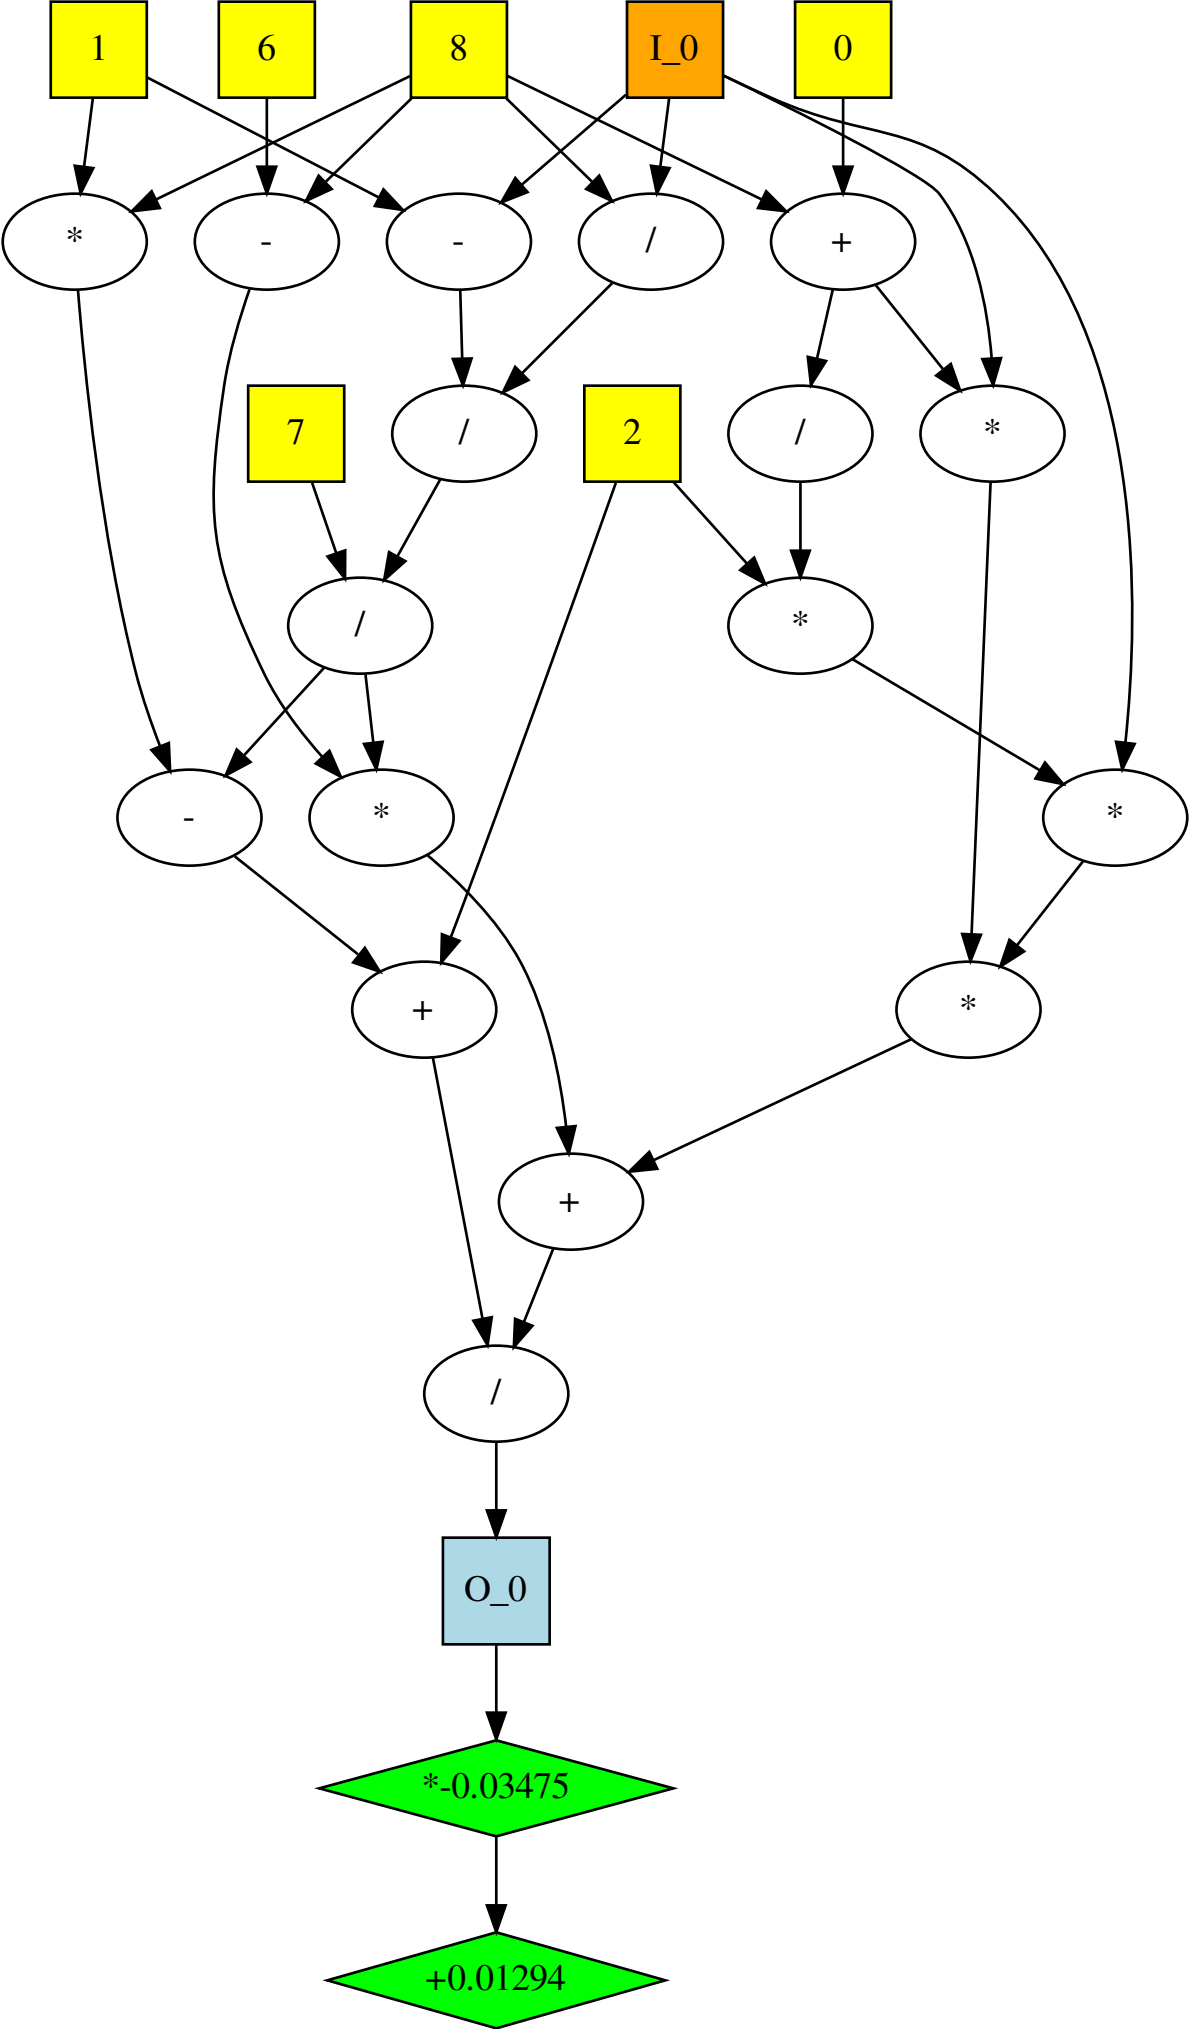 1 6 8 I_0 0
* - - / +
7 / 2 / *
/ *
- * *
+ *
+
/
O_0
*-0.03475
+0.01294